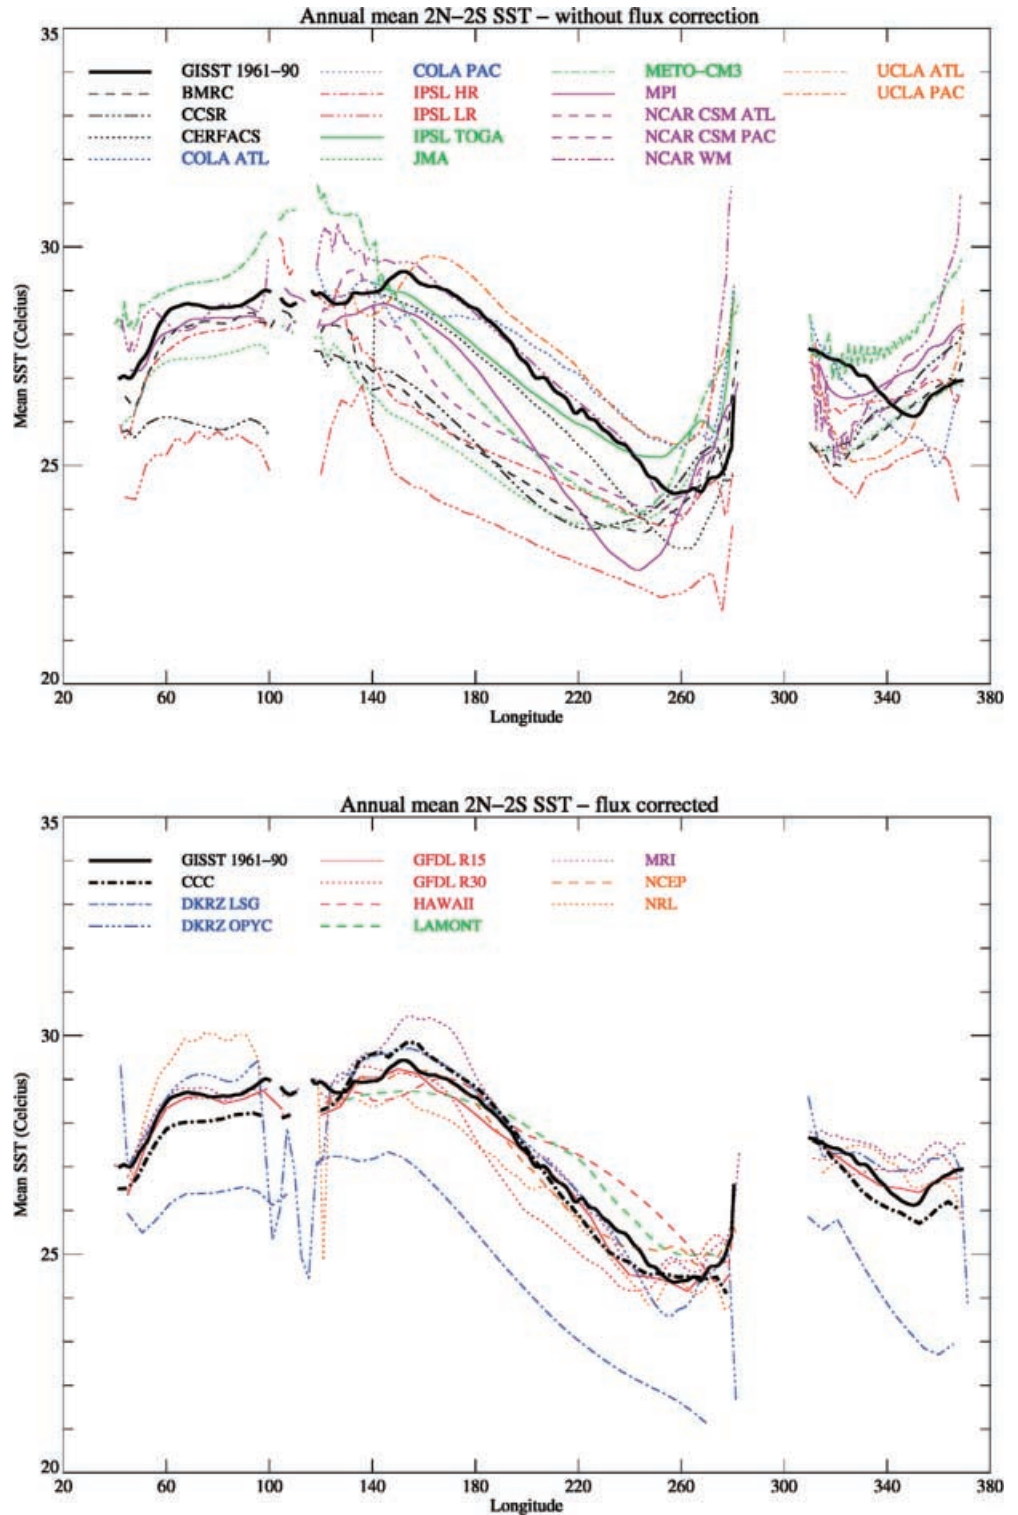 Annual mean 2N−2S SST − without flux correction
35
GISST 1961−90
COLA PAC
METO−CM3
UCLA ATL
BMRC
IPSL HR
MPI
UCLA PAC
CCSR
IPSL LR
NCAR CSM ATL
CERFACS
IPSL TOGA
NCAR CSM PAC
COLA ATL
JMA
NCAR WM
30
Mean SST (Celcius)
25
20
20 60 100 140 180 220 260 300 340 380
Longitude
Annual mean 2N−2S SST − flux corrected
35
GISST 1961−90
GFDL R15
MRI
CCC
GFDL R30
NCEP
DKRZ LSG
HAWAII
NRL
DKRZ OPYC
LAMONT
30
Mean SST (Celcius)
25
20
20 60 100 140 180 220 260 300 340 380
Longitude